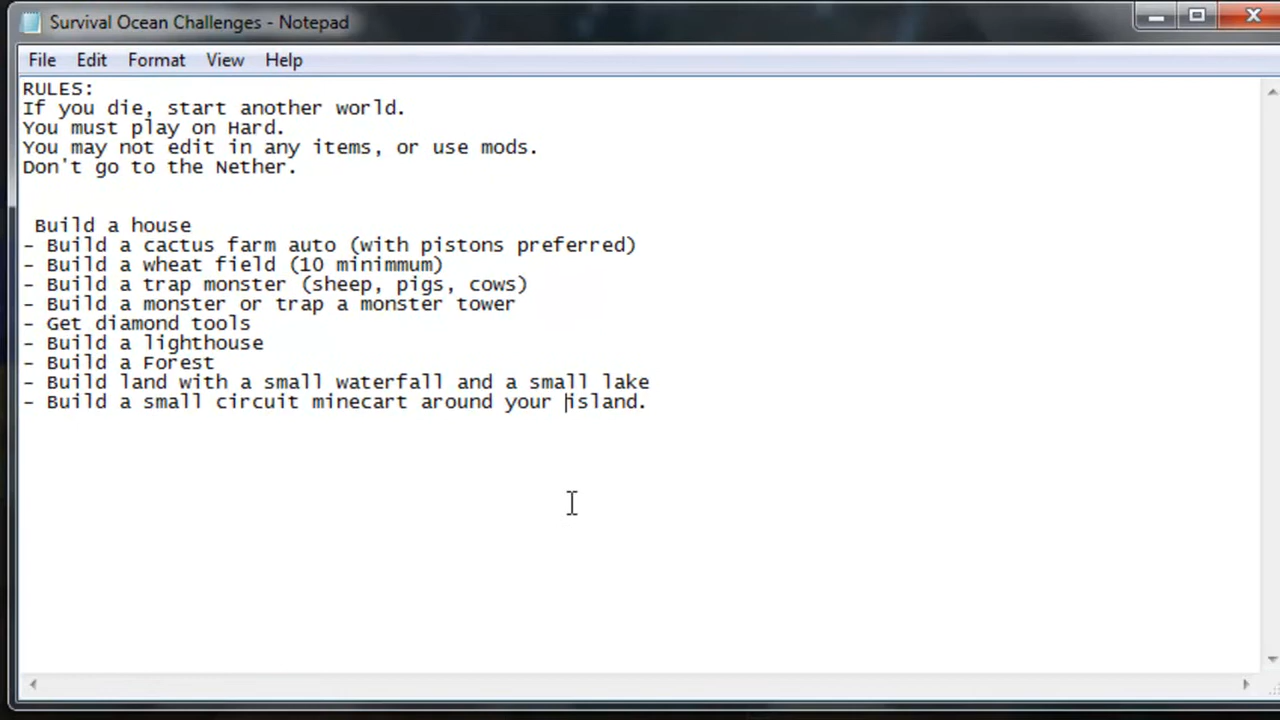 Survival Ocean Challenges - Notepad
File Edit Format View Help
RULES:
If you die, start another world.
You must play on Hard.
You may not edit in any items, or use mods.
Don't go to the Nether.
Build a house
- Build a cactus farm auto (with pistons preferred)
- Build a wheat field (10 minimmum)
- Build a trap monster (sheep, pigs, cows)
- Build a monster or trap a monster tower
- Get diamond tools
- Build a lighthouse
- Build a Forest
- Build land with a small waterfall and a small lake
- Build a small circuit minecart around your island.